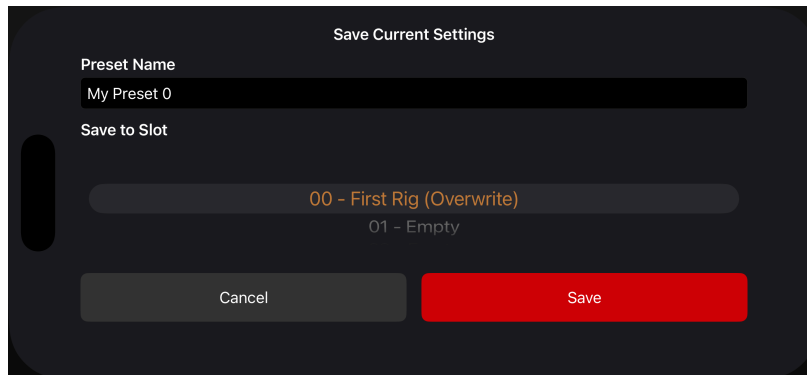 Save Current Settings
Preset Name
My Preset 0
Save to Slot
00 - First Rig (Overwrite)
01 - Empty
Cancel
Save